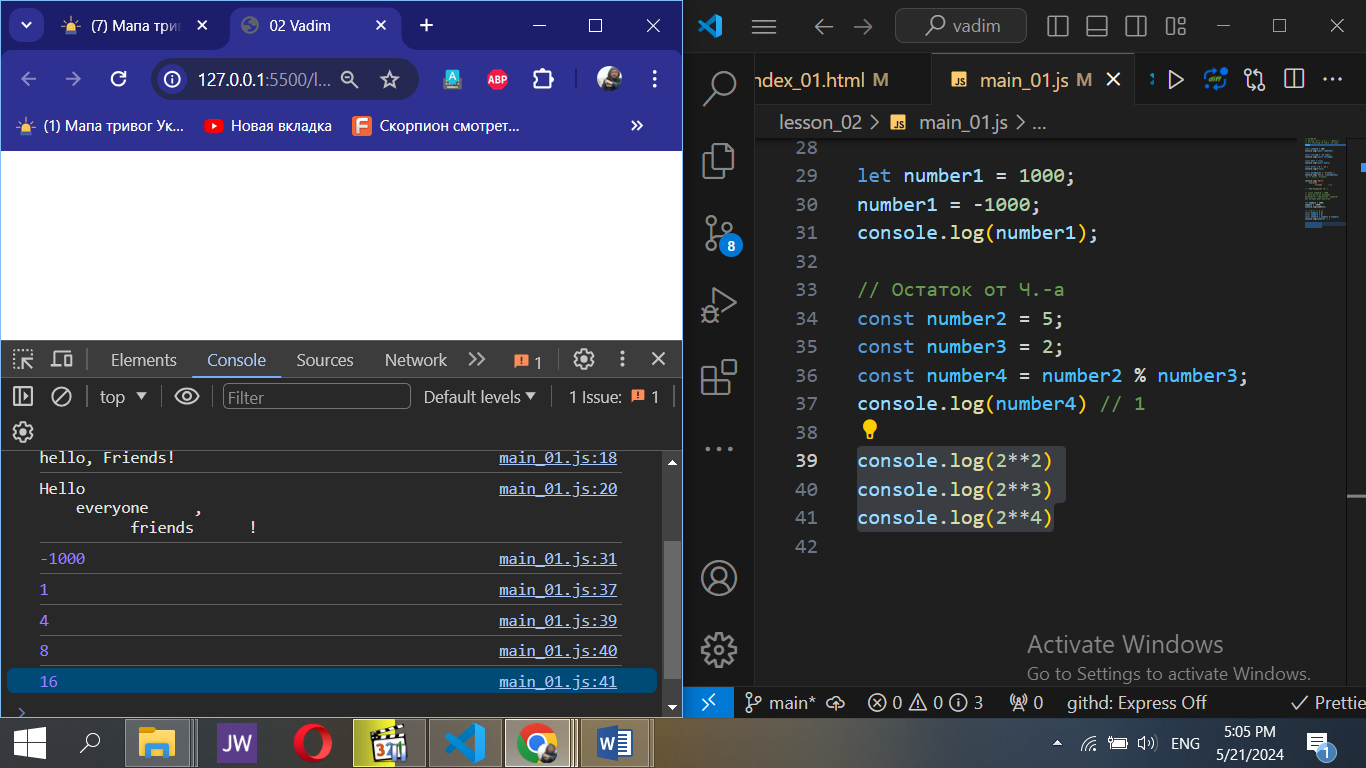 (7) Мапа трив
02 Vadim
127.0.0.1:5500/l...
ABP
(1) Мапа тривог Ук...
Новая вкладка
Скорпион смотрет...
Elements
Console
Sources
Network
1
top
Filter
Default levels
1 Issue:
1
hello, Friends!
main_01.js:18
Hello
main_01.js:20
everyone     ,
friends      !
-1000
main_01.js:31
1
main_01.js:37
4
main_01.js:39
8
main_01.js:40
16
main_01.js:41
vadim
ndex_01.html M
JS main_01.js M
lesson_02 > JS main_01.js > ...
8
28
29 let number1 = 1000;
30 number1 = -1000;
31 console.log(number1);
32
33 // Остаток от Ч.-а
34 const number2 = 5;
35 const number3 = 2;
36 const number4 = number2 % number3;
37 console.log(number4) // 1
38
39 console.log(2**2)
40 console.log(2**3)
41 console.log(2**4)
42
Activate Windows
Go to Settings to activate Windows.
main*
0 0 3
0
githd: Express Off
Prettie
JW
321
W
ENG
5:05 PM
5/21/2024
1